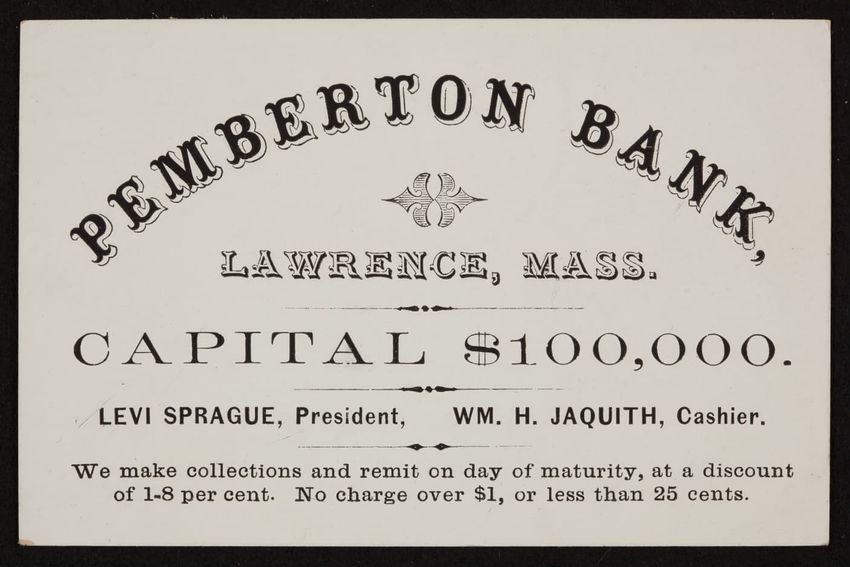 PEMBERTON BANK,
LAWRENCE, MASS.
CAPITAL $100,000.
LEVI SPRAGUE, President, WM. H. JAQUITH, Cashier.
We make collections and remit on day of maturity, at a discount
of 1-8 per cent. No charge over $1, or less than 25 cents.